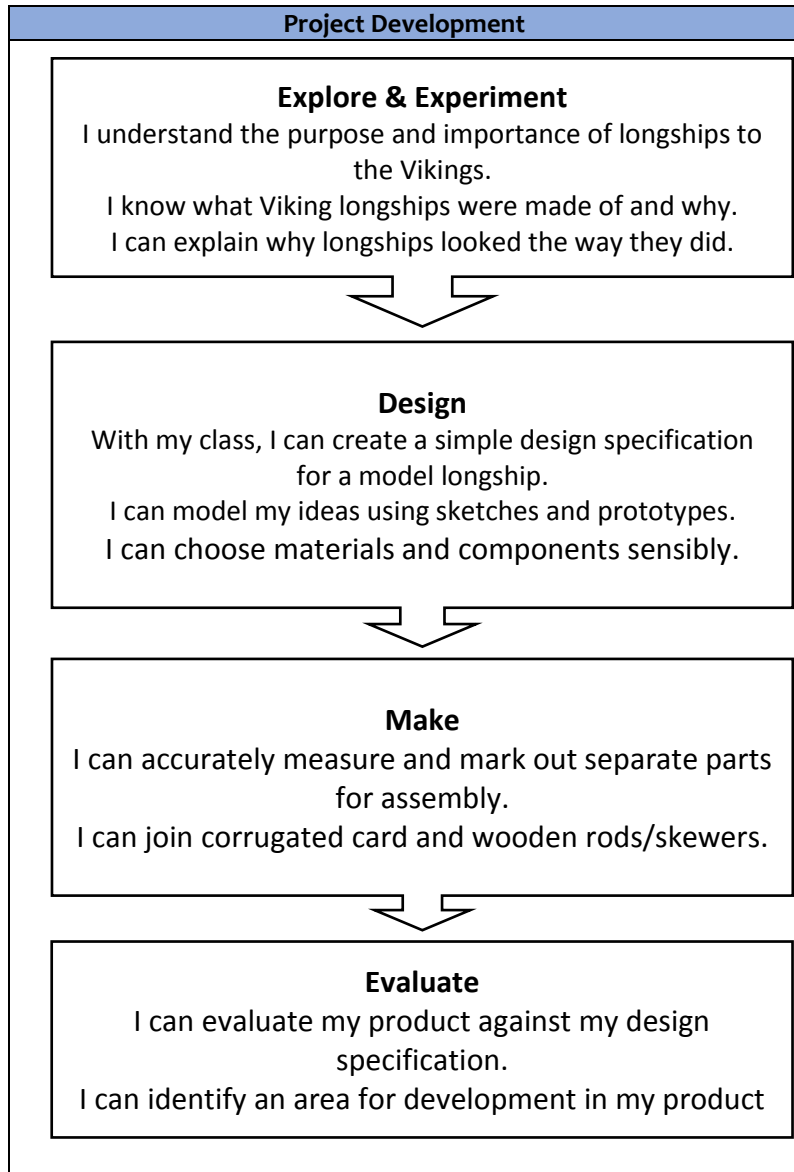 Project Development
Explore & Experiment
I understand the purpose and importance of longships to
the Vikings.
I know what Viking longships were made of and why.
I can explain why longships looked the way they did.
Design
With my class, I can create a simple design specification
for a model longship.
I can model my ideas using sketches and prototypes.
I can choose materials and components sensibly.
Make
I can accurately measure and mark out separate parts
for assembly.
I can join corrugated card and wooden rods/skewers.
Evaluate
I can evaluate my product against my design
specification.
I can identify an area for development in my product